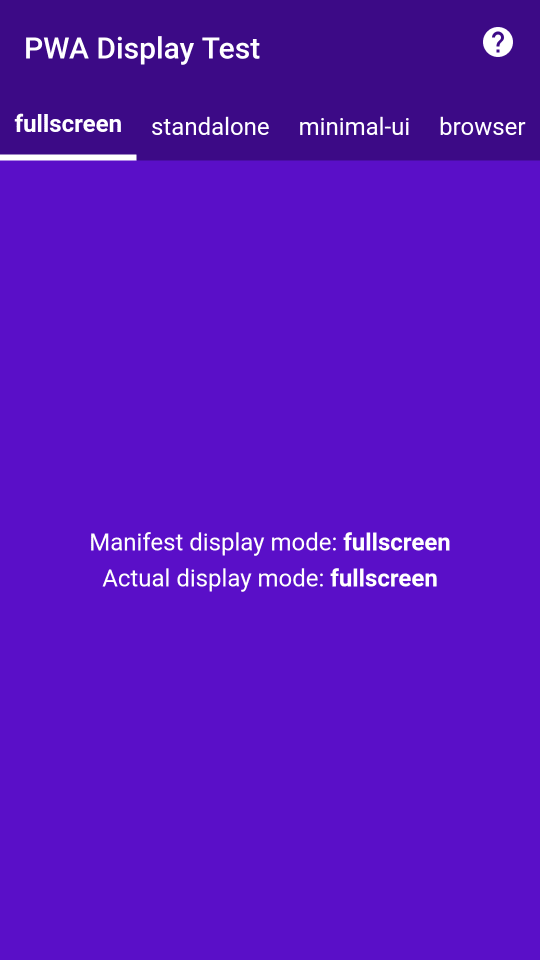 PWA Display Test
fullscreen standalone minimal-ui browser
Manifest display mode: fullscreen
Actual display mode: fullscreen